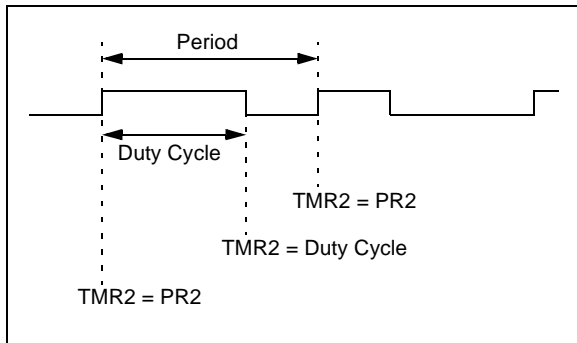 Period
Duty Cycle
TMR2 = PR2
TMR2 = Duty Cycle
TMR2 = PR2